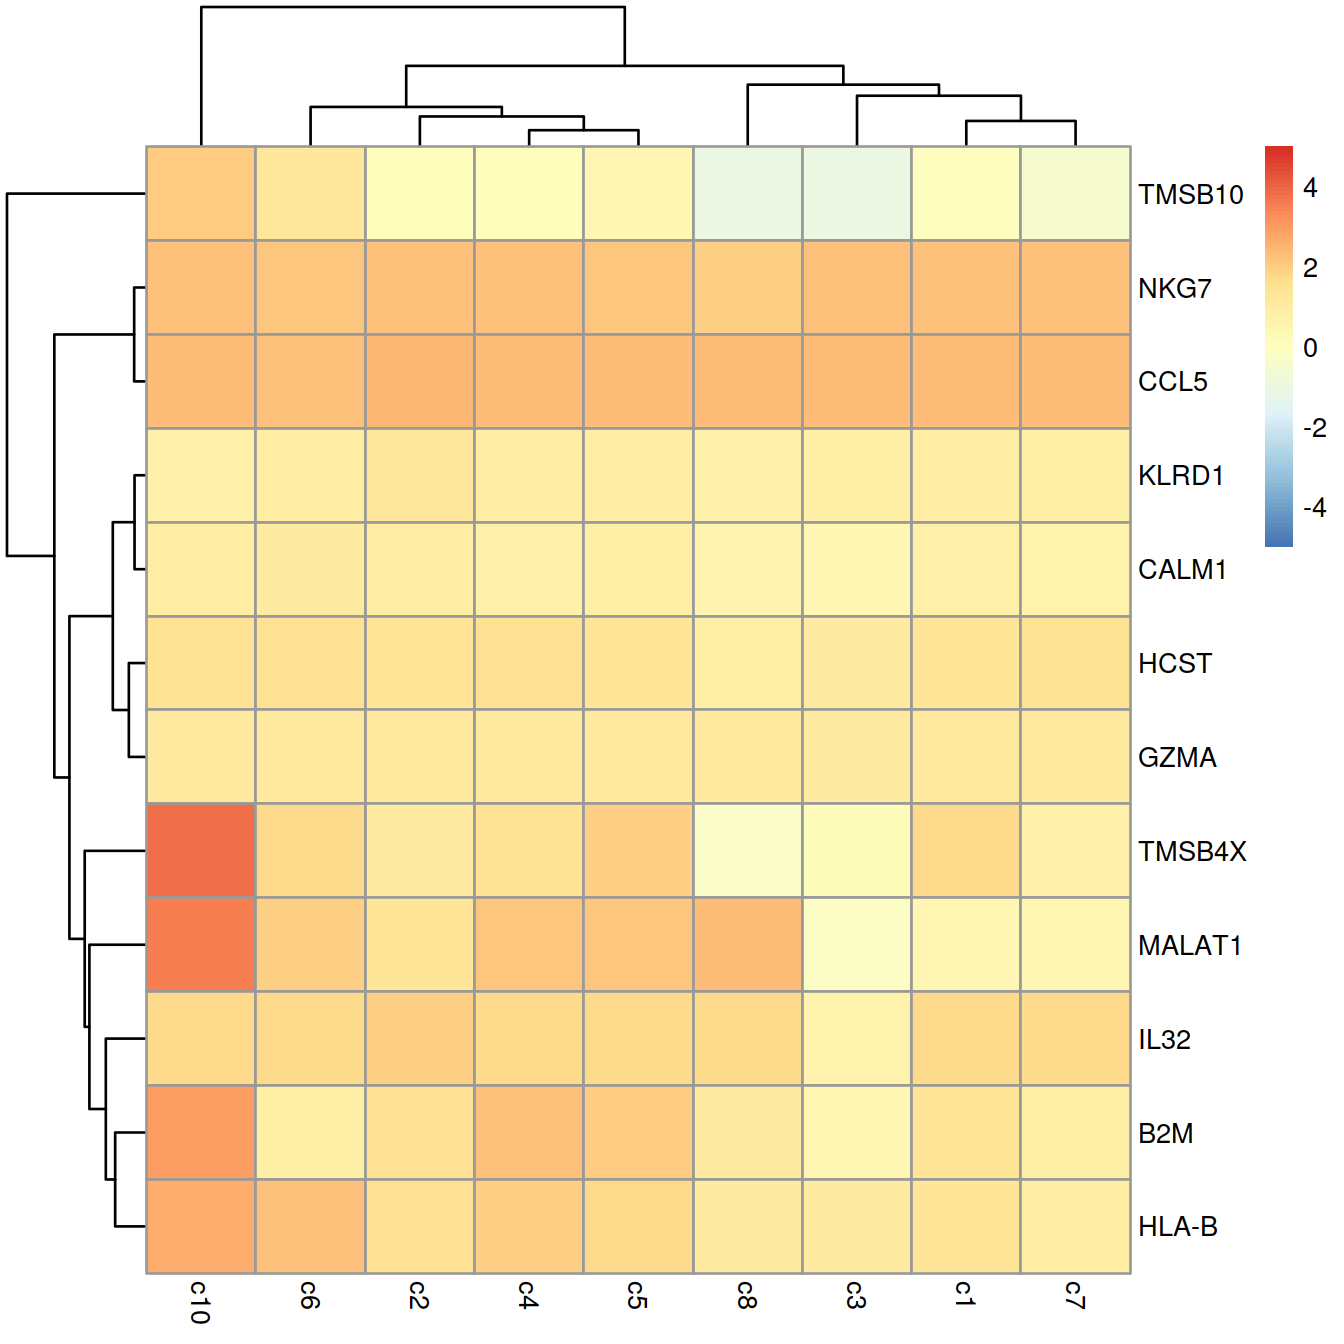 TMSB10
NKG7
CCL5
KLRD1
CALM1
HCST
GZMA
TMSB4X
MALAT1
IL32
B2M
HLA-B
4
2
0
-2
-4
c10
c6
c2
c4
c5
c8
c3
c1
c7